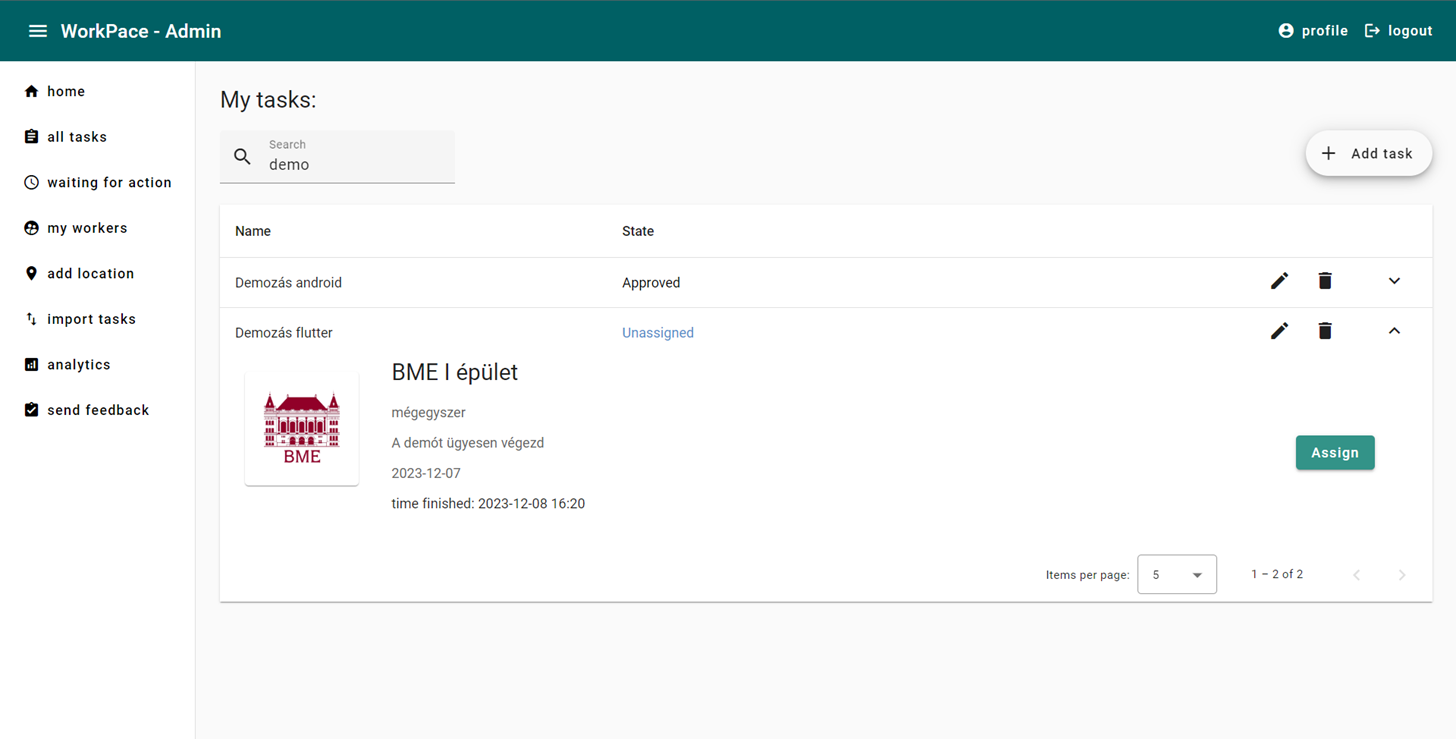 WorkPace - Admin
profile
logout
home
all tasks
waiting for action
my workers
add location
import tasks
analytics
send feedback
My tasks:
Search
demo
Add task
Name State
Demozás android Approved
Demozás flutter Unassigned
BME
BME I épület
mégegyszer
A demót ügyesen végezd
2023-12-07
time finished: 2023-12-08 16:20
Assign
Items per page: 5 1 – 2 of 2